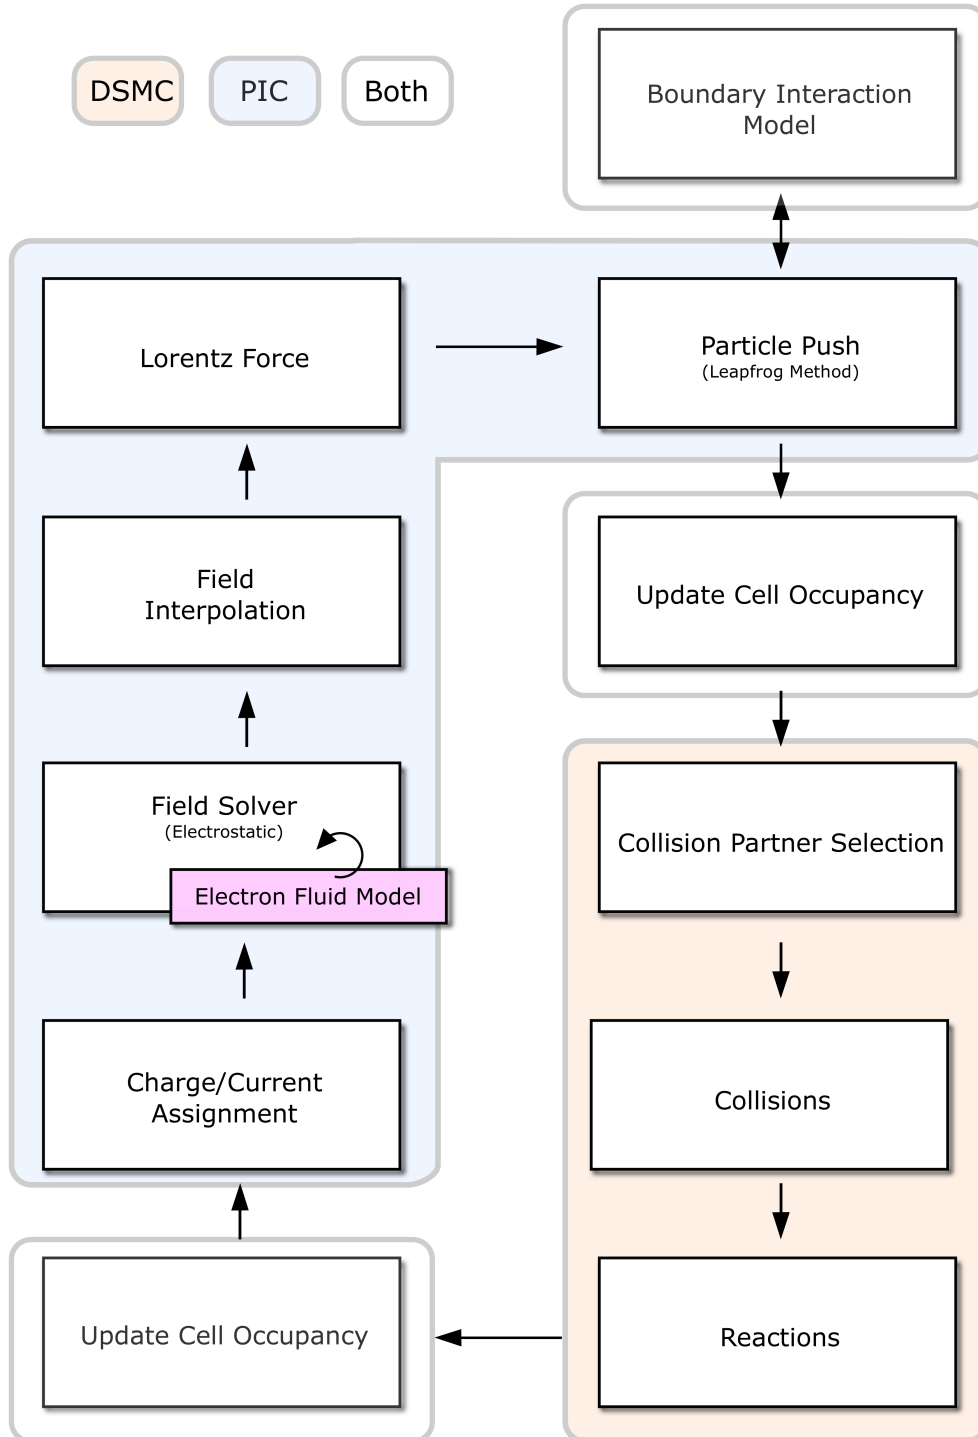 DSMC
PIC
Both
Boundary Interaction
Model
Lorentz Force
Particle Push
(Leapfrog Method)
Field
Interpolation
Update Cell Occupancy
Field Solver
(Electrostatic)
Electron Fluid Model
Collision Partner Selection
Charge/Current
Assignment
Collisions
Update Cell Occupancy
Reactions